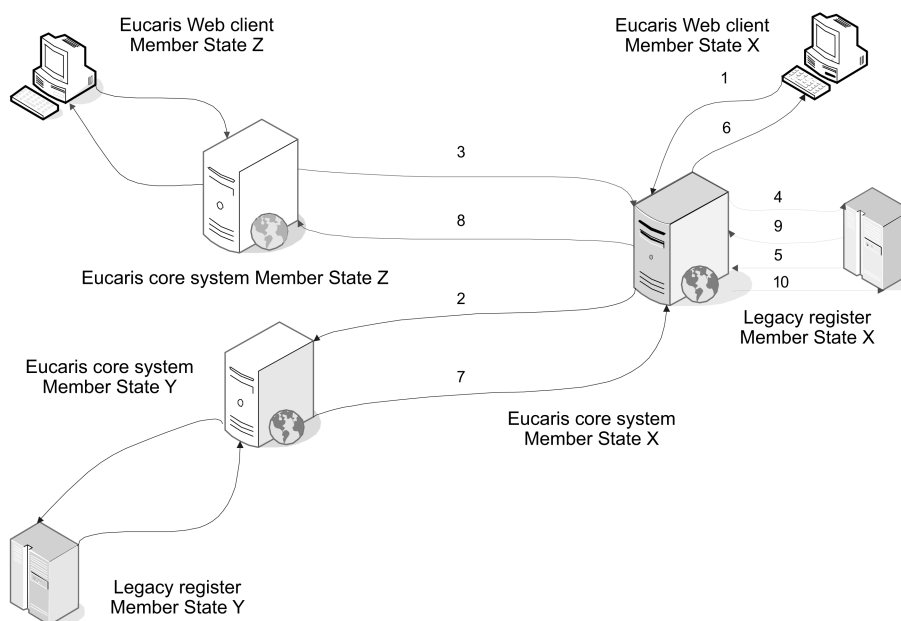 Eucaris Web client
Member State Z
Eucaris Web client
Member State X
1
6
3
4
8
9
5
10
Eucaris core system Member State Z
2
Legacy register
Member State X
Eucaris core system
Member State Y
7
Eucaris core system
Member State X
Legacy register
Member State Y